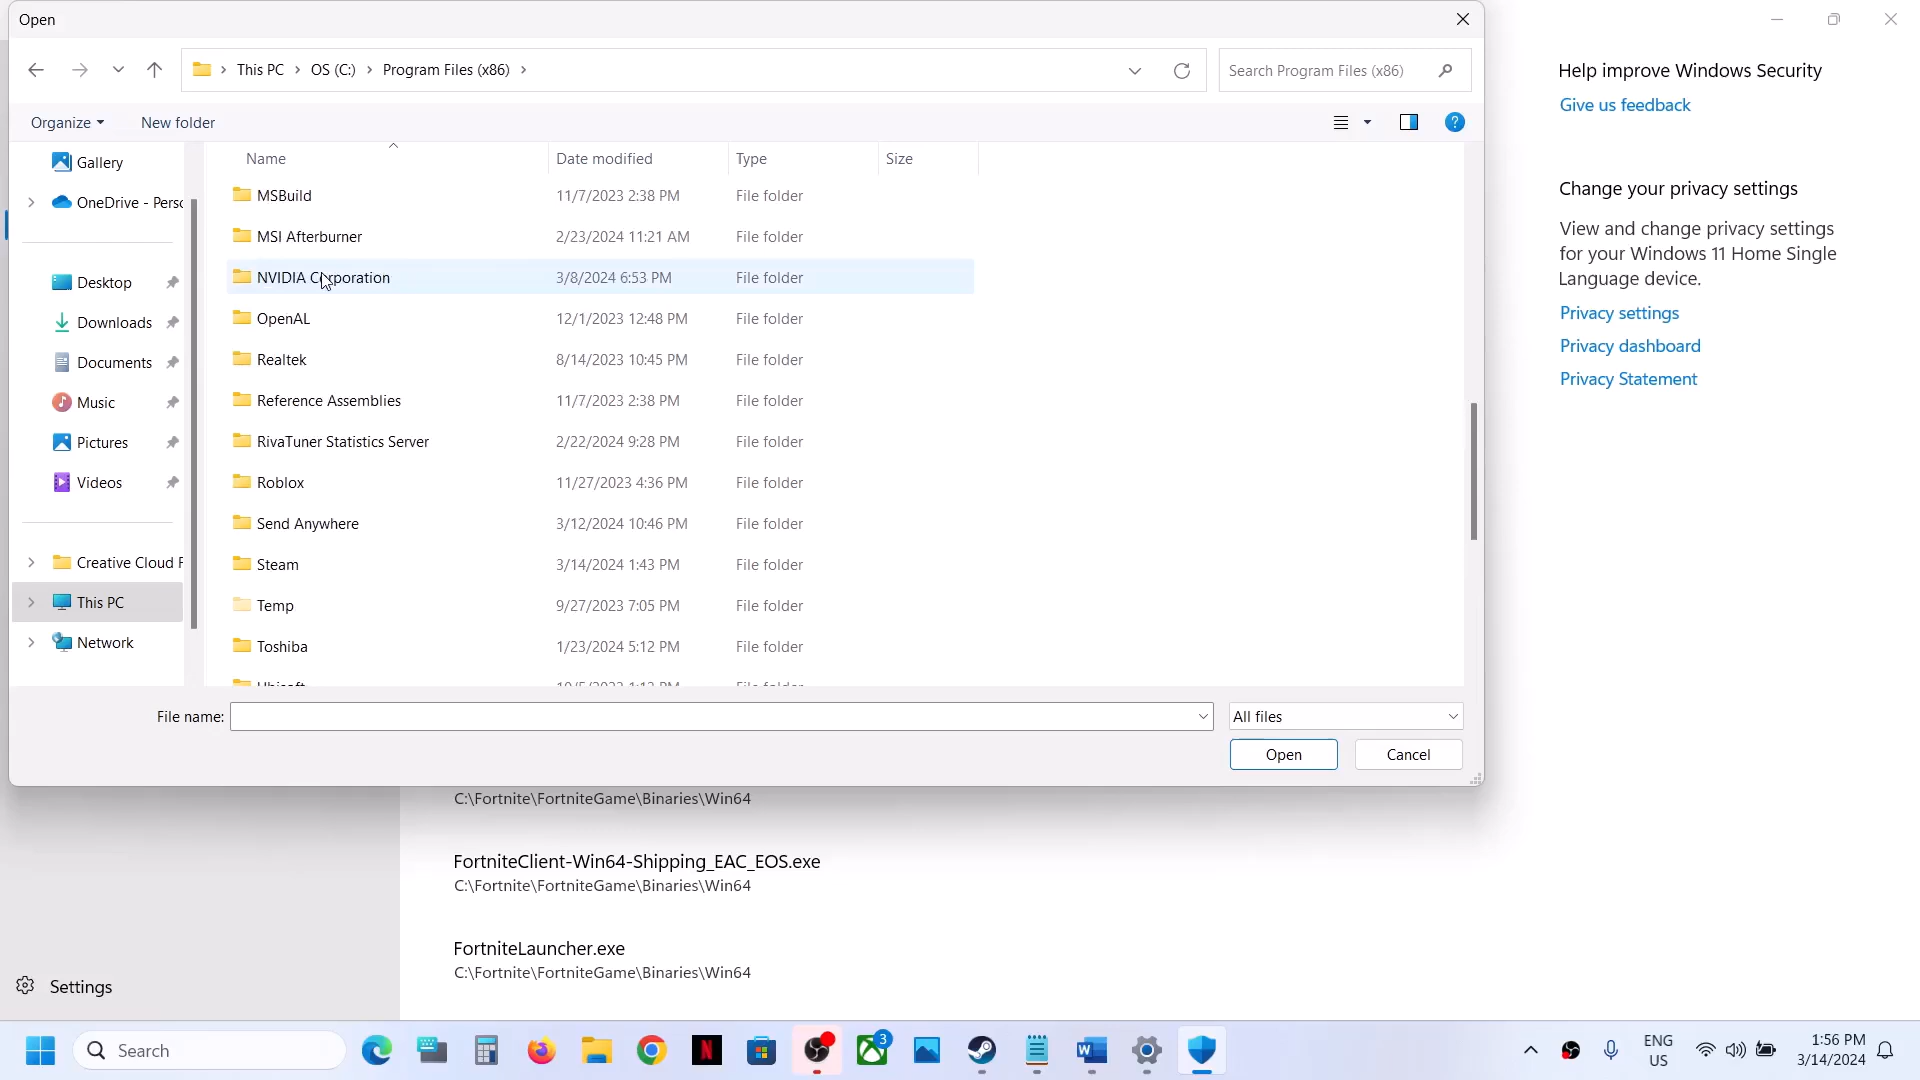 Open
This PC > OS (C:) > Program Files (x86) >
Search Program Files (x86)
Organize
New folder
Gallery
OneDrive - Perso
Desktop
Downloads
Documents
Music
Pictures
Videos
Creative Cloud F
This PC
Network
Name Date modified Type Size
MSBuild 11/7/2023 2:38 PM File folder
MSI Afterburner 2/23/2024 11:21 AM File folder
NVIDIA Corporation 3/8/2024 6:53 PM File folder
OpenAL 12/1/2023 12:48 PM File folder
Realtek 8/14/2023 10:45 PM File folder
Reference Assemblies 11/7/2023 2:38 PM File folder
RivaTuner Statistics Server 2/22/2024 9:28 PM File folder
Roblox 11/27/2023 4:36 PM File folder
Send Anywhere 3/12/2024 10:46 PM File folder
Steam 3/14/2024 1:43 PM File folder
Temp 9/27/2023 7:05 PM File folder
Toshiba 1/23/2024 5:12 PM File folder
File name:
All files
Open
Cancel
Help improve Windows Security
Give us feedback
Change your privacy settings
View and change privacy settings
for your Windows 11 Home Single
Language device.
Privacy settings
Privacy dashboard
Privacy Statement
C:\Fortnite\FortniteGame\Binaries\Win64
FortniteClient-Win64-Shipping_EAC_EOS.exe
C:\Fortnite\FortniteGame\Binaries\Win64
FortniteLauncher.exe
C:\Fortnite\FortniteGame\Binaries\Win64
Settings
Search
3
ENG
US
1:56 PM
3/14/2024